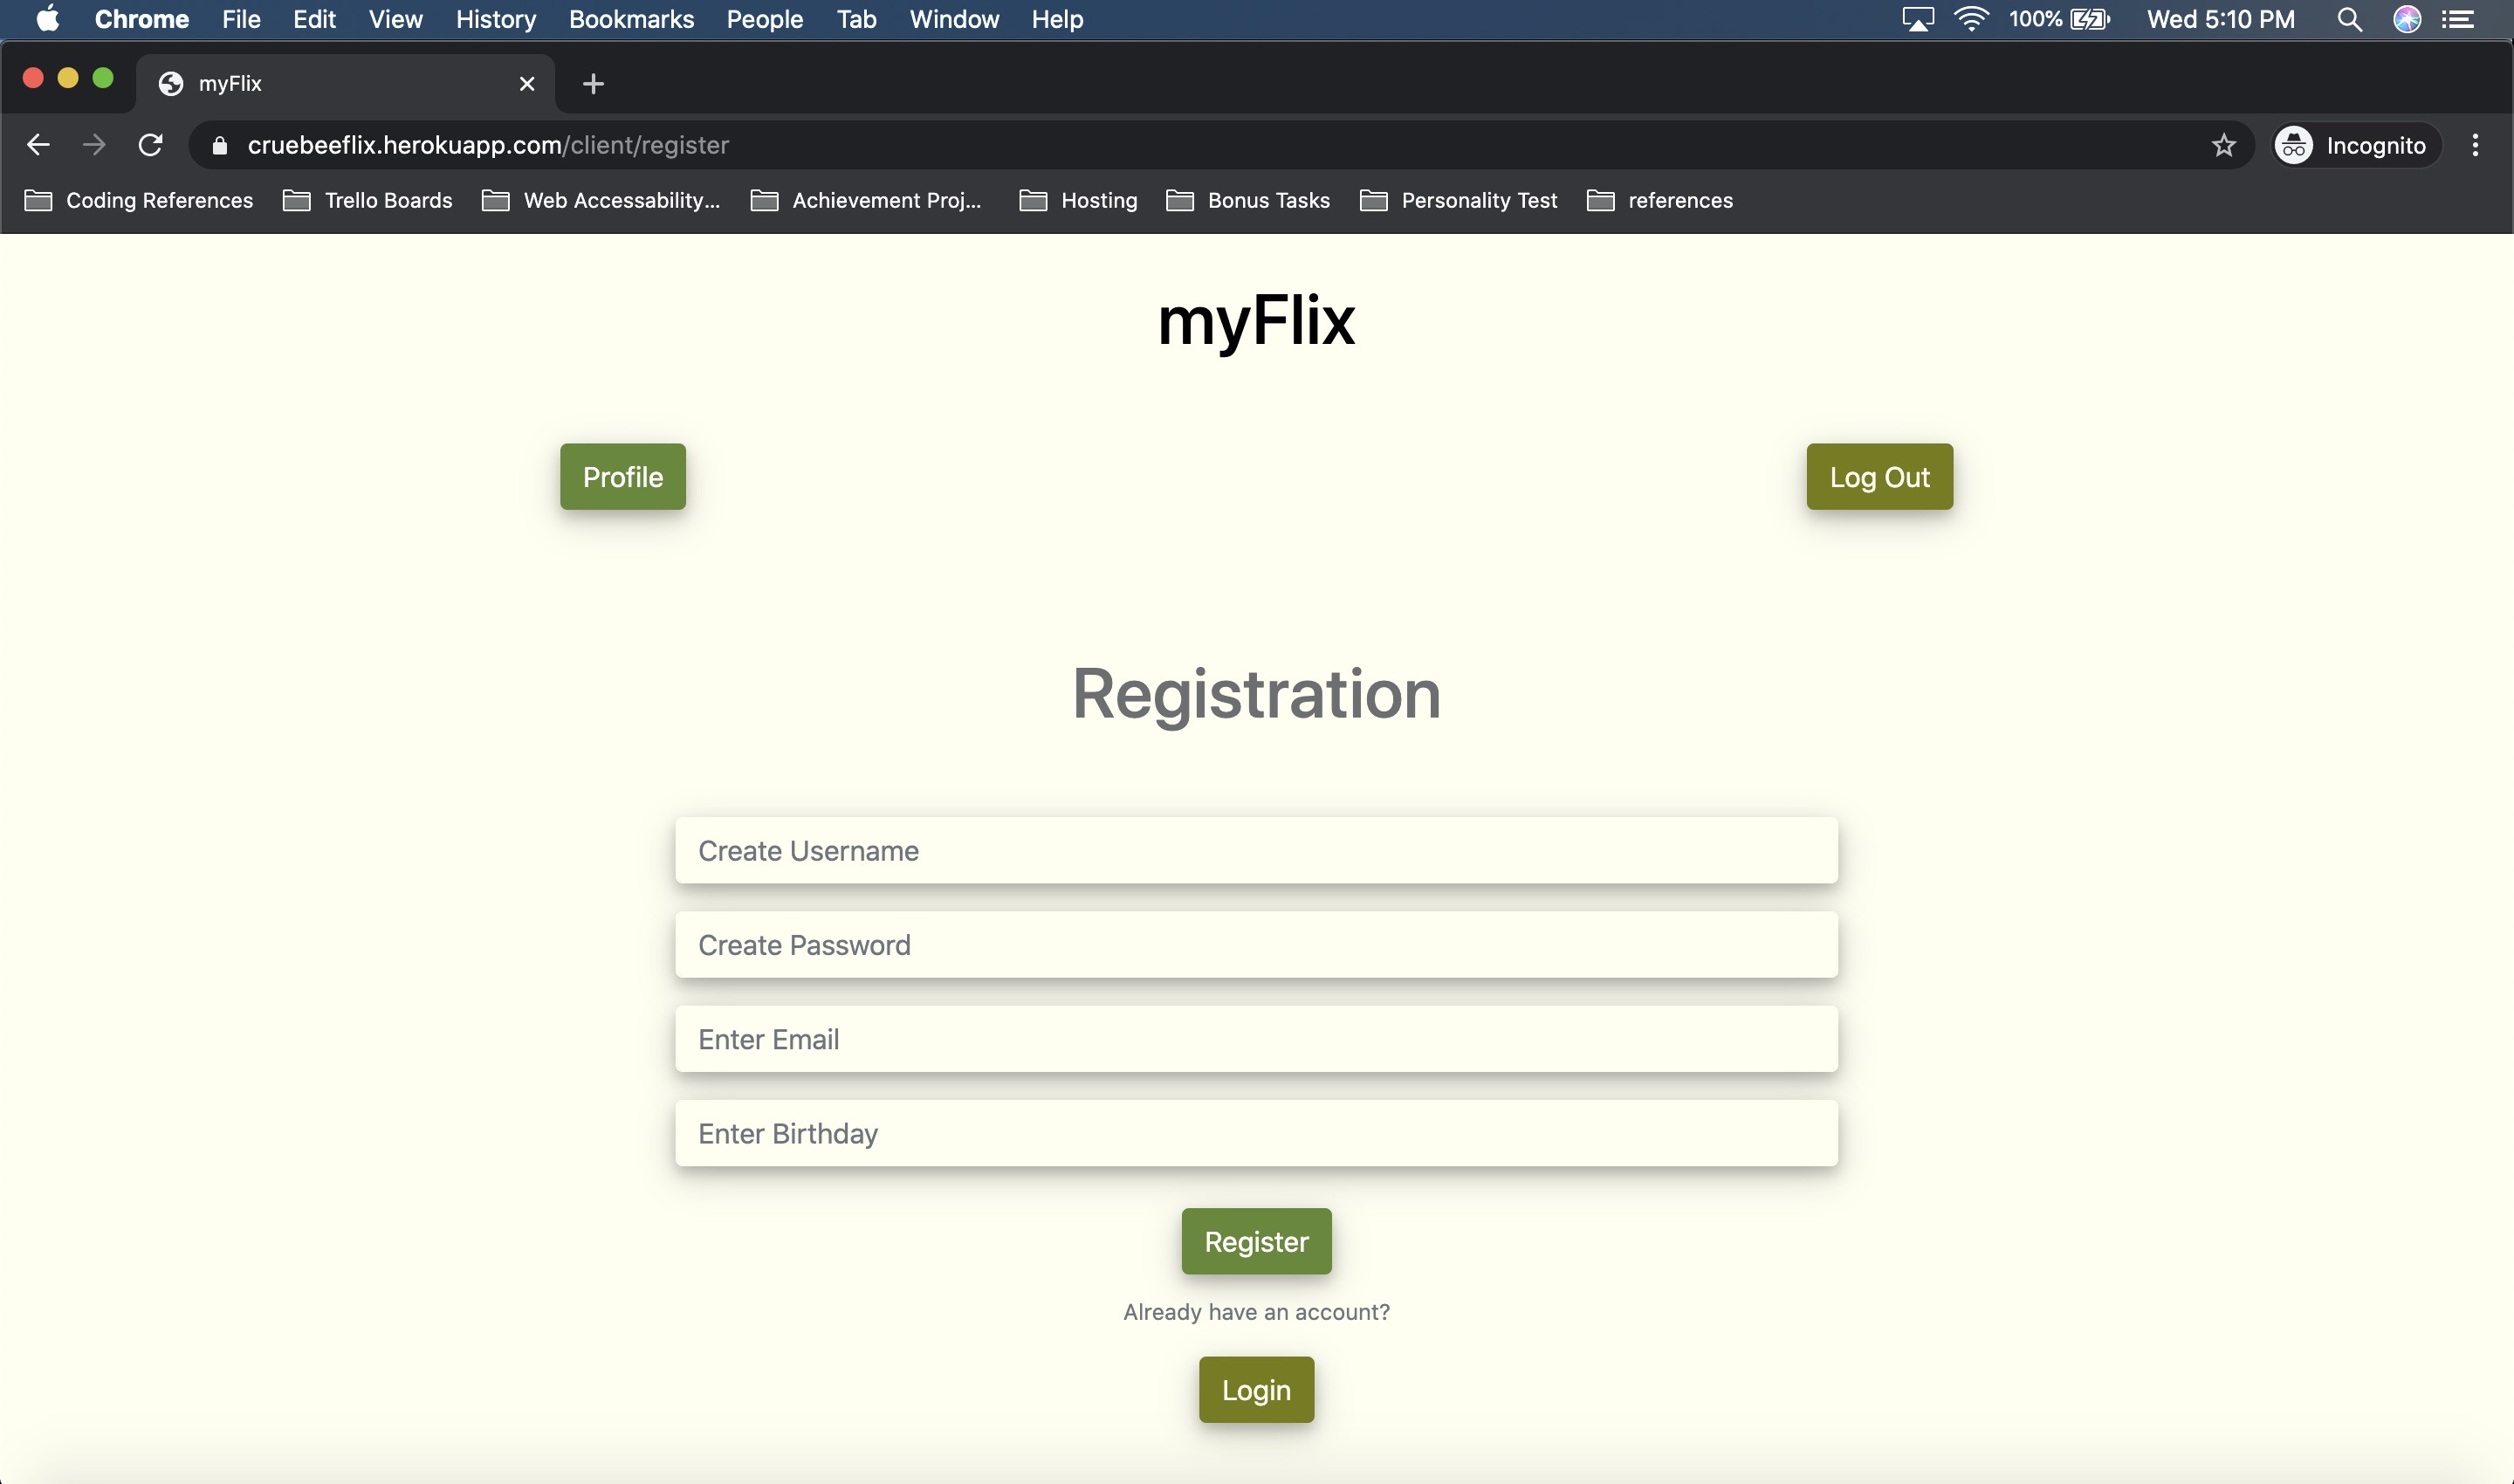 Chrome File Edit View History Bookmarks People Tab Window Help 100% Wed 5:10 PM
myFlix
cruebeeflix.herokuapp.com/client/register Incognito
Coding References Trello Boards Web Accessability... Achievement Proj... Hosting Bonus Tasks Personality Test references
myFlix
Profile Log Out
Registration
Create Username
Create Password
Enter Email
Enter Birthday
Register
Already have an account?
Login